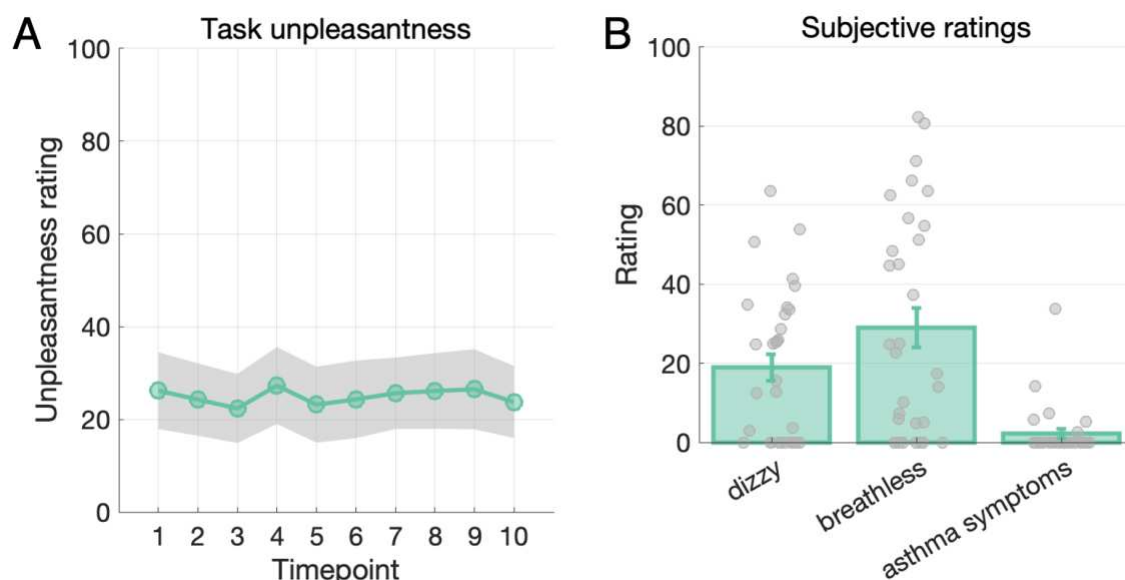 A
Task unpleasantness
Unpleasantness rating
100
80
60
40
20
0
1 2 3 4 5 6 7 8 9 10
Timepoint
B
Subjective ratings
Rating
100
80
60
40
20
0
dizzy
breathless
asthma symptoms